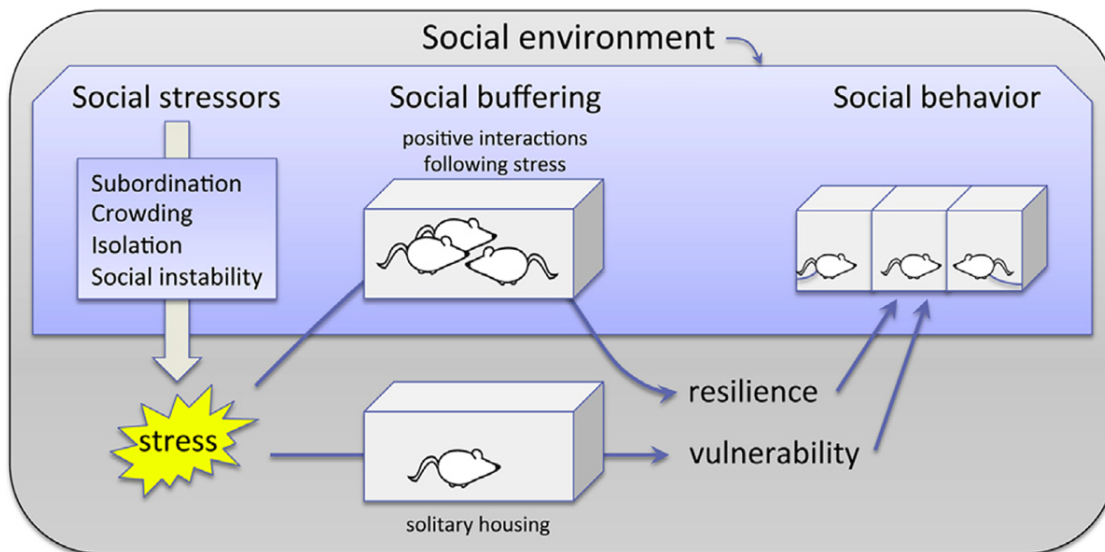 Social environment
Social stressors
Subordination
Crowding
Isolation
Social instability
stress
Social buffering
positive interactions
following stress
solitary housing
Social behavior
resilience
vulnerability